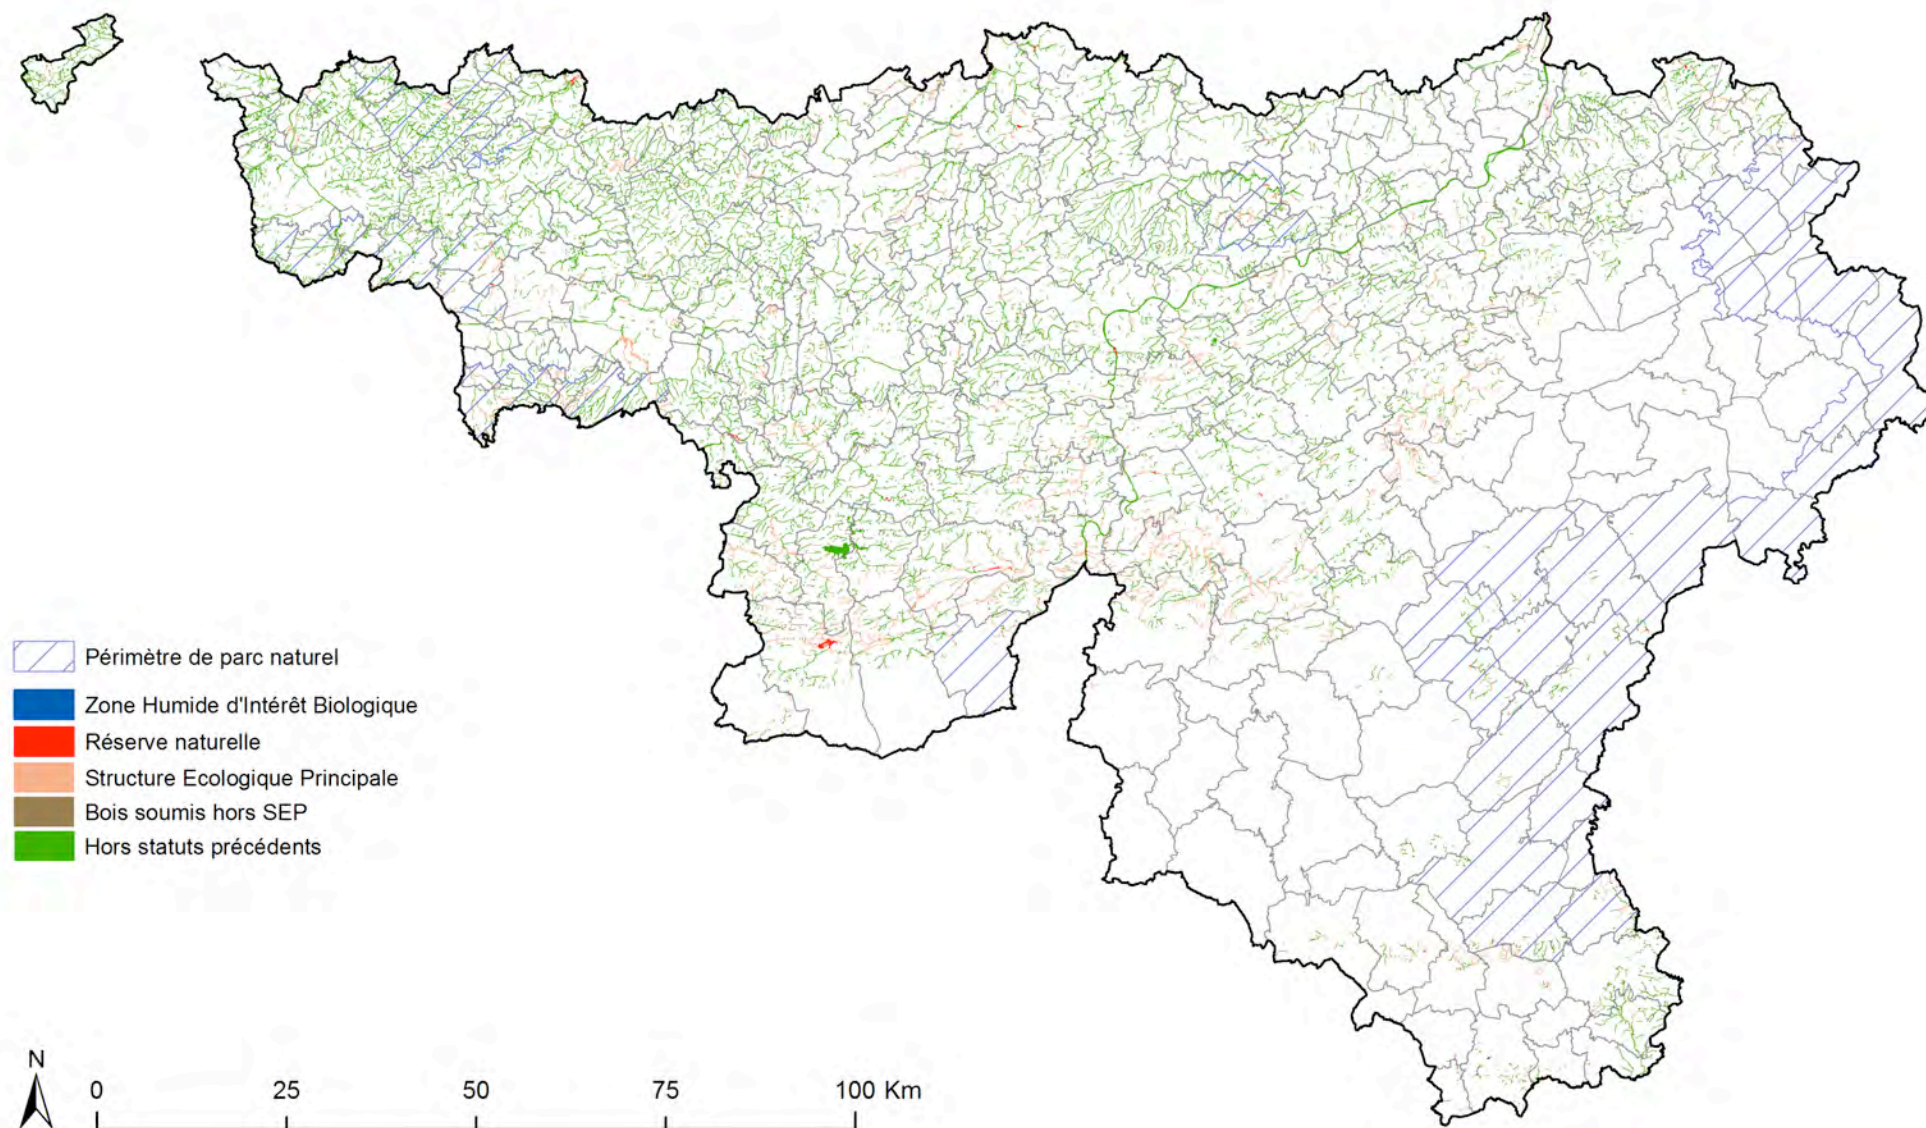 Périmètre de parc naturel
Zone Humide d'Intérêt Biologique
Réserve naturelle
Structure Ecologique Principale
Bois soumis hors SEP
Hors statuts précédents
N
0 25 50 75 100 Km